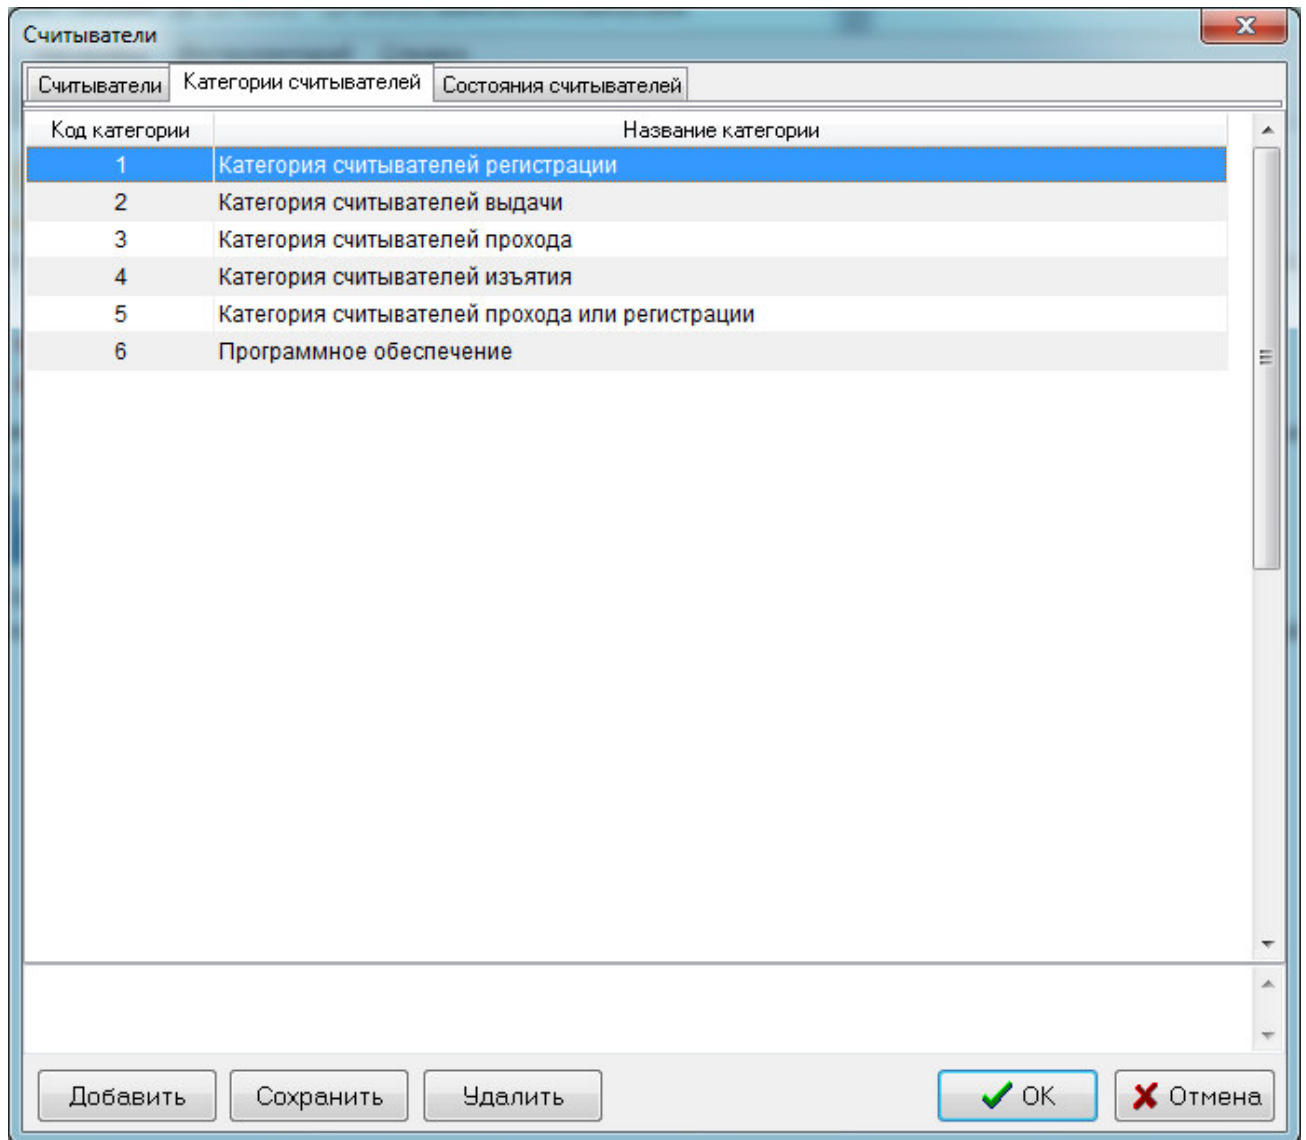 Считыватели
Считыватели Категории считывателей Состояния считывателей
Код категории Название категории
1 Категория считывателей регистрации
2 Категория считывателей выдачи
3 Категория считывателей прохода
4 Категория считывателей изъятия
5 Категория считывателей прохода или регистрации
6 Программное обеспечение
Добавить Сохранить Удалить OK Отмена